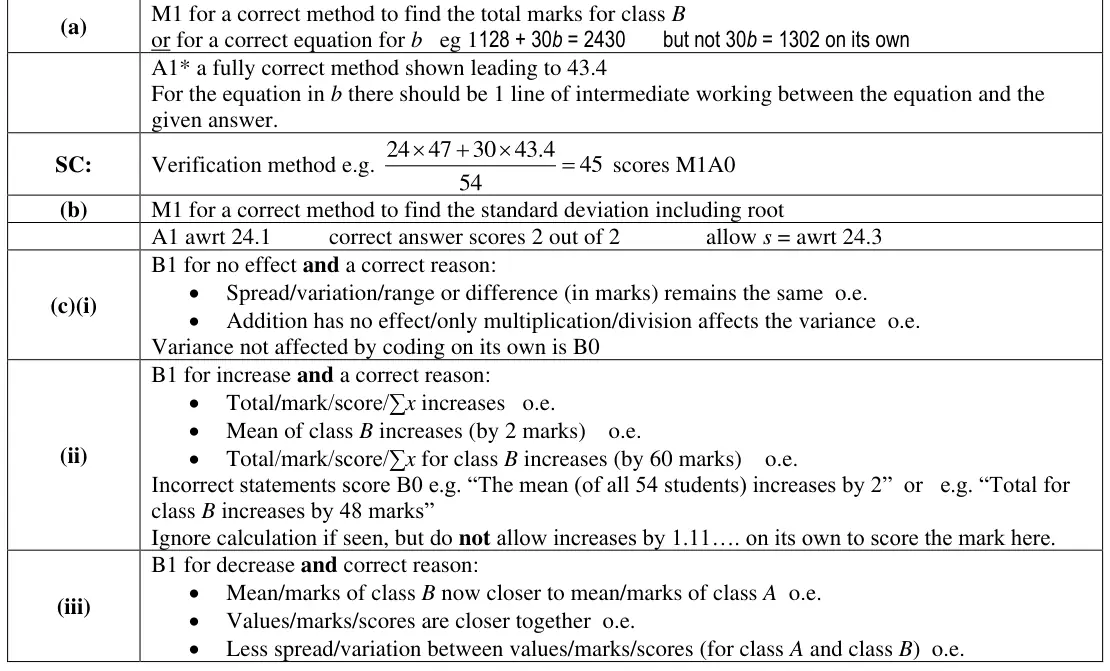 (a)
M1 for a correct method to find the total marks for class B
or for a correct equation for b eg 1128 + 30b = 2430 but not 30b = 1302 on its own
A1* a fully correct method shown leading to 43.4
For the equation in b there should be 1 line of intermediate working between the equation and the
given answer.
SC:
Verification method e.g. (24 × 47 + 30 × 43.4)/54 = 45 scores M1A0
(b)
M1 for a correct method to find the standard deviation including root
A1 awrt 24.1 correct answer scores 2 out of 2 allow s = awrt 24.3
(c)(i)
B1 for no effect and a correct reason:
• Spread/variation/range or difference (in marks) remains the same o.e.
• Addition has no effect/only multiplication/division affects the variance o.e.
Variance not affected by coding on its own is B0
(ii)
B1 for increase and a correct reason:
• Total/mark/score/∑x increases o.e.
• Mean of class B increases (by 2 marks) o.e.
• Total/mark/score/∑x for class B increases (by 60 marks) o.e.
Incorrect statements score B0 e.g. “The mean (of all 54 students) increases by 2” or e.g. “Total for
class B increases by 48 marks”
Ignore calculation if seen, but do not allow increases by 1.11…. on its own to score the mark here.
(iii)
B1 for decrease and correct reason:
• Mean/marks of class B now closer to mean/marks of class A o.e.
• Values/marks/scores are closer together o.e.
• Less spread/variation between values/marks/scores (for class A and class B) o.e.